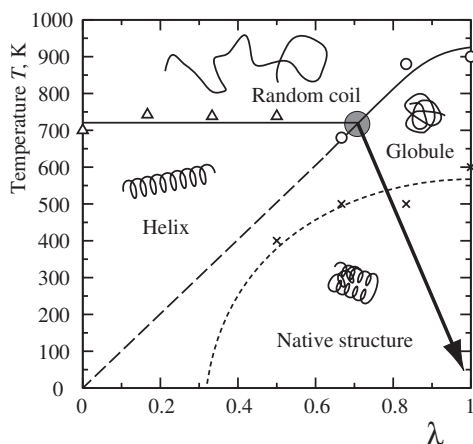 Temperature T, K
1000
900
800
700
600
500
400
300
200
100
0
Random coil
Globule
Helix
Native structure
0 0.2 0.4 0.6 0.8 1
λ